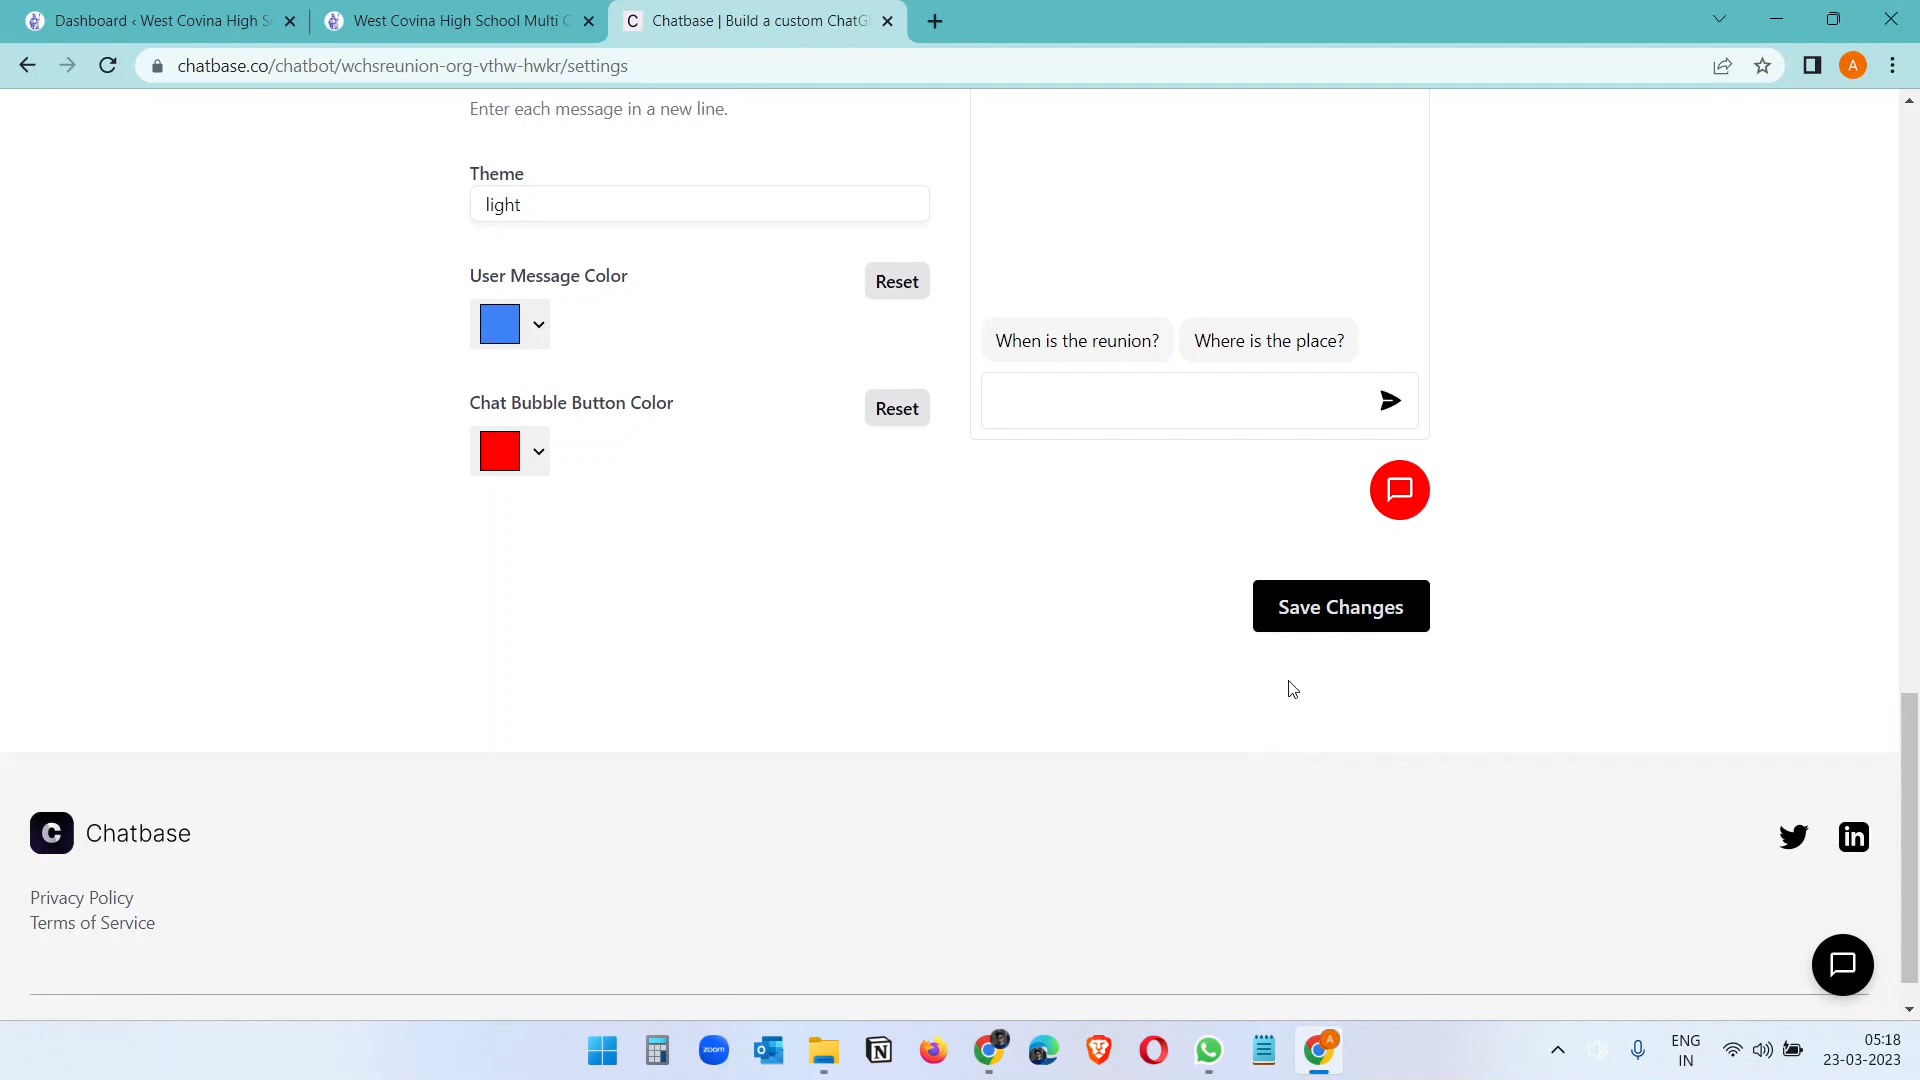 Dashboard ‹ West Covina High S
West Covina High School Multi C
C Chatbase | Build a custom ChatG
chatbase.co/chatbot/wchsreunion-org-vthw-hwkr/settings
A
Enter each message in a new line.
Theme
light
User Message Color
Reset
When is the reunion?
Where is the place?
Chat Bubble Button Color
Reset
Save Changes
C Chatbase
in
Privacy Policy
Terms of Service
zoom
A
ENG
IN
05:18
23-03-2023